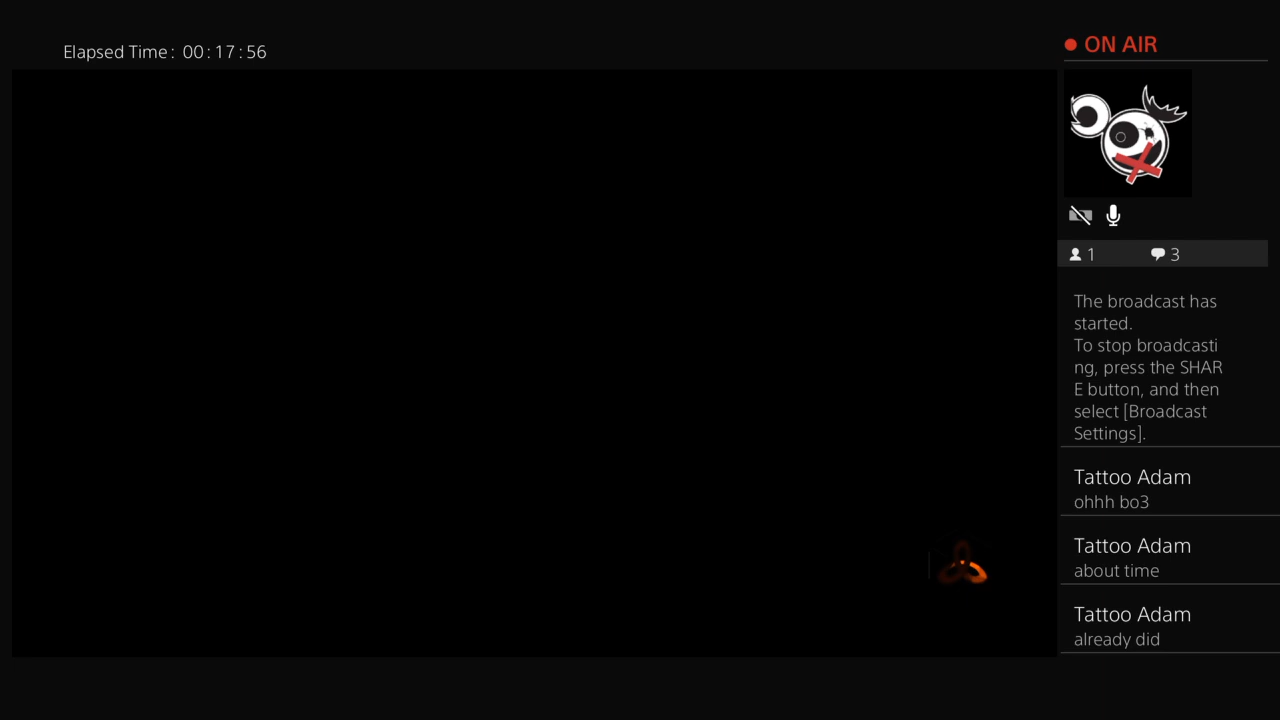 Elapsed Time: 00:17:56
ON AIR
1
3
The broadcast has
started.
To stop broadcasti
ng, press the SHAR
E button, and then
select [Broadcast
Settings].
Tattoo Adam
ohhh bo3
Tattoo Adam
about time
Tattoo Adam
already did